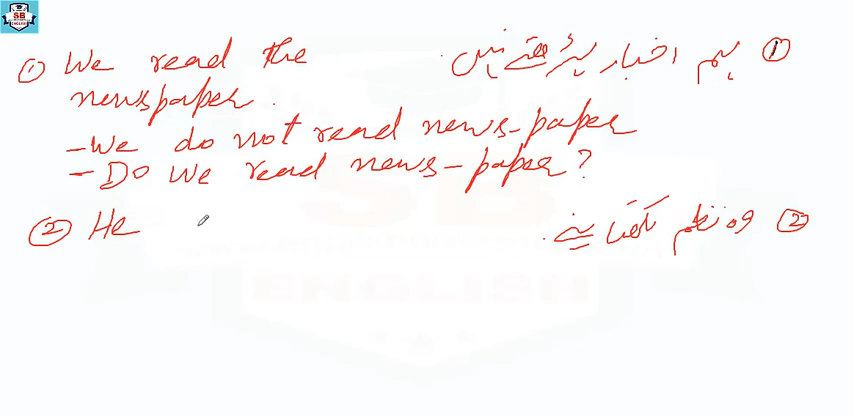 SB
ENGLISH
① We read the
newspaper.
ہم اخبار پڑھتے ہیں. ①
- We do not read news-paper
- Do we read news-paper?
② He
وہ نظم لکھتا ہے. ②
ENGLISH